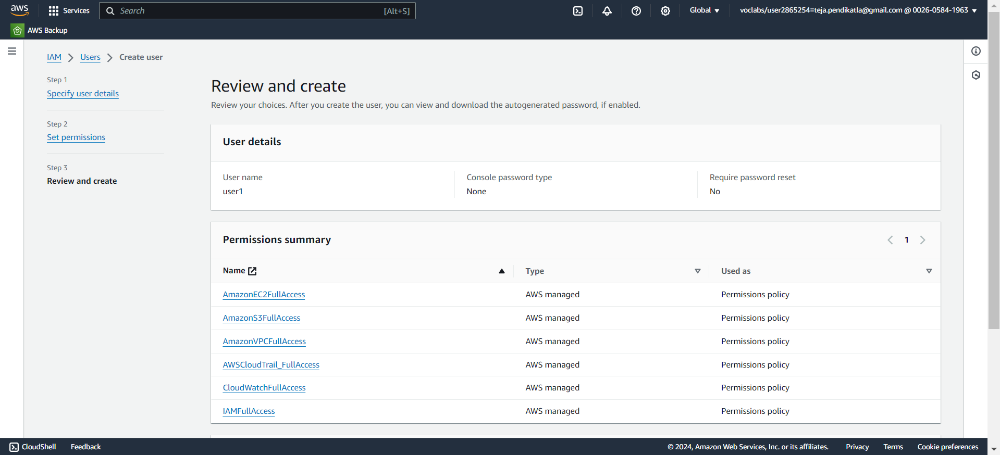 aws
Services
Search
[Alt+S]
Global
voclabs/user2865254=teja.pendikatla@gmail.com @ 0026-0584-1963
AWS Backup
IAM
Users
Create user
Step 1
Specify user details
Step 2
Set permissions
Step 3
Review and create
Review and create
Review your choices. After you create the user, you can view and download the autogenerated password, if enabled.
User details
User name
user1
Console password type
None
Require password reset
No
Permissions summary
1
Name Type Used as
AmazonEC2FullAccess AWS managed Permissions policy
AmazonS3FullAccess AWS managed Permissions policy
AmazonVPCFullAccess AWS managed Permissions policy
AWSCloudTrail_FullAccess AWS managed Permissions policy
CloudWatchFullAccess AWS managed Permissions policy
IAMFullAccess AWS managed Permissions policy
CloudShell Feedback © 2024, Amazon Web Services, Inc. or its affiliates. Privacy Terms Cookie preferences